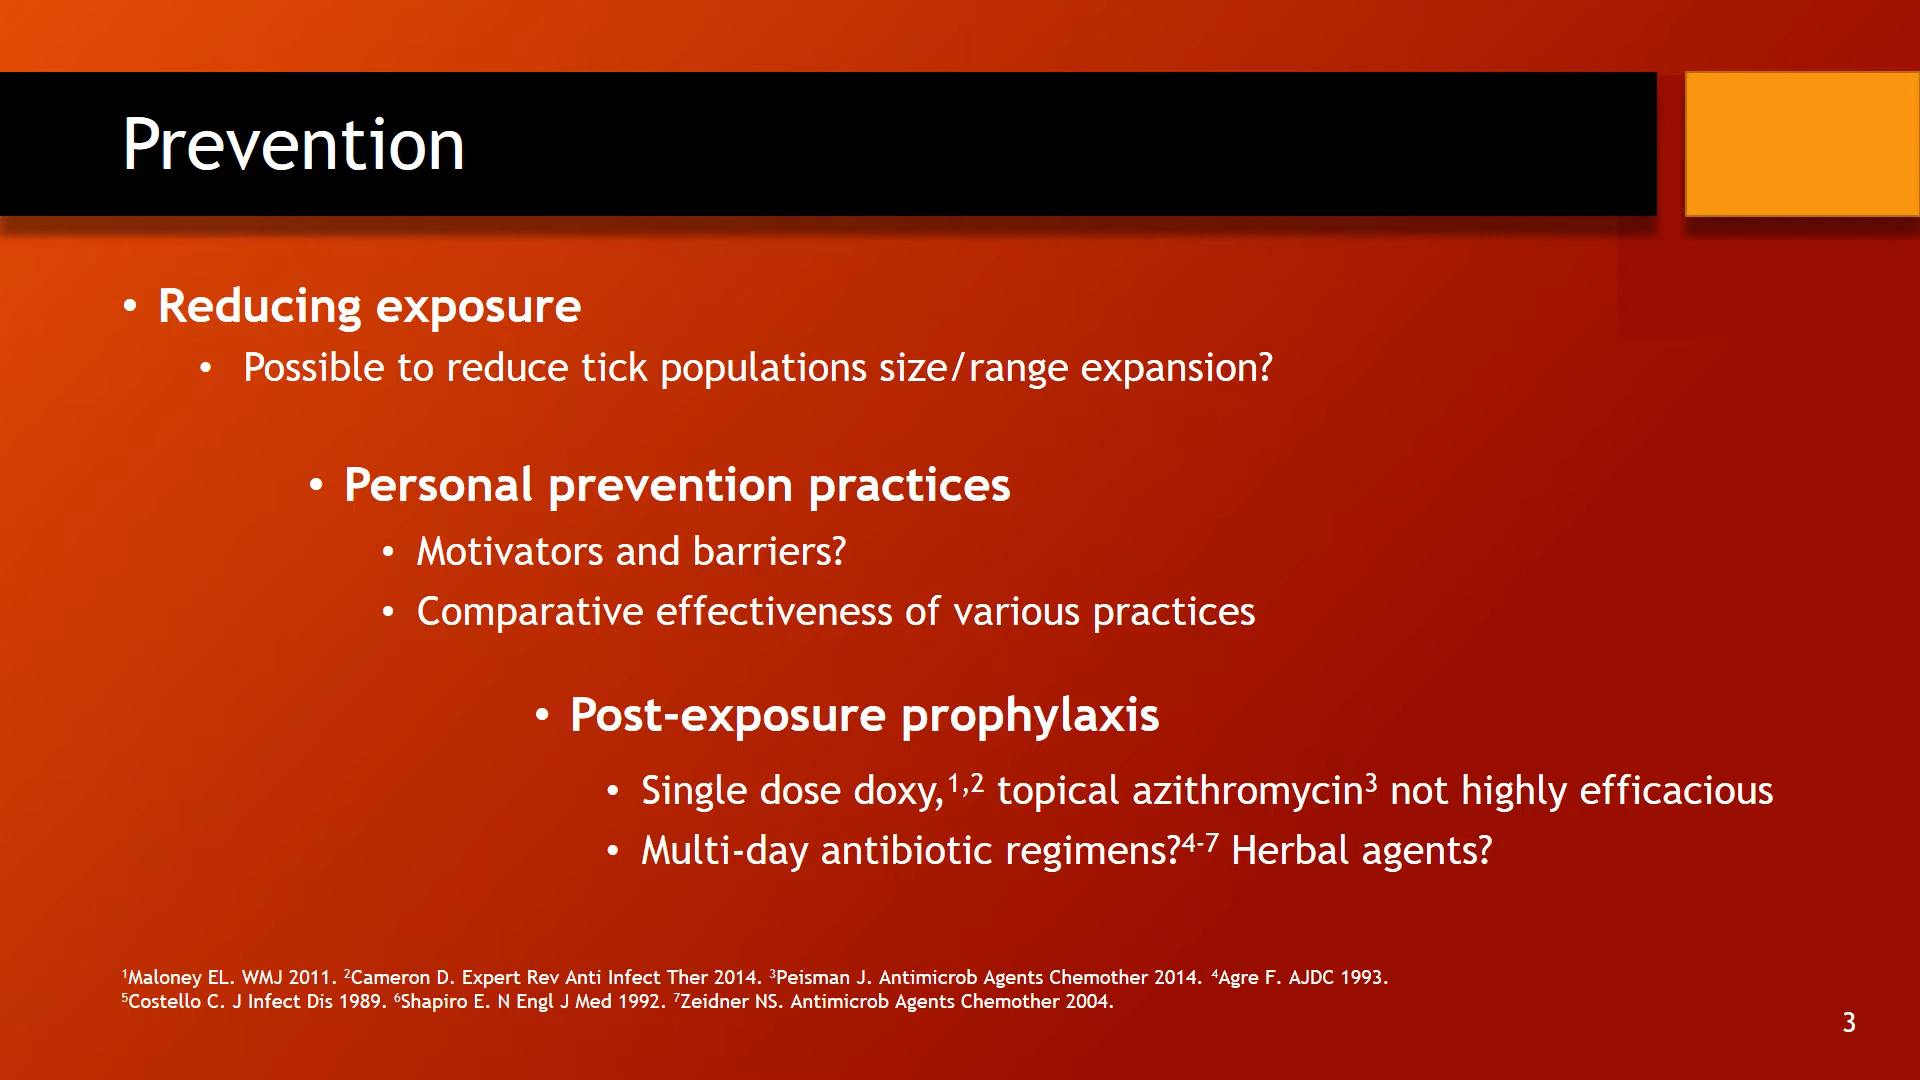 Prevention
• Reducing exposure
• Possible to reduce tick populations size/range expansion?
• Personal prevention practices
• Motivators and barriers?
• Comparative effectiveness of various practices
• Post-exposure prophylaxis
• Single dose doxy,1,2 topical azithromycin3 not highly efficacious
• Multi-day antibiotic regimens?4-7 Herbal agents?
1Maloney EL. WMJ 2011. 2Cameron D. Expert Rev Anti Infect Ther 2014. 3Peisman J. Antimicrob Agents Chemother 2014. 4Agre F. AJDC 1993.
5Costello C. J Infect Dis 1989. 6Shapiro E. N Engl J Med 1992. 7Zeidner NS. Antimicrob Agents Chemother 2004.
3